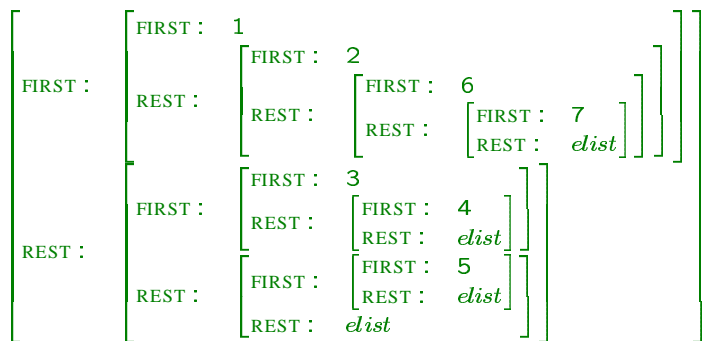 FIRST : 1
FIRST : 2
FIRST : REST : REST : FIRST : 6
REST : FIRST : 7
REST : elist
FIRST : 3
FIRST : REST : FIRST : 4
REST : elist
REST :
FIRST : FIRST : 5
REST : REST : elist
REST : elist